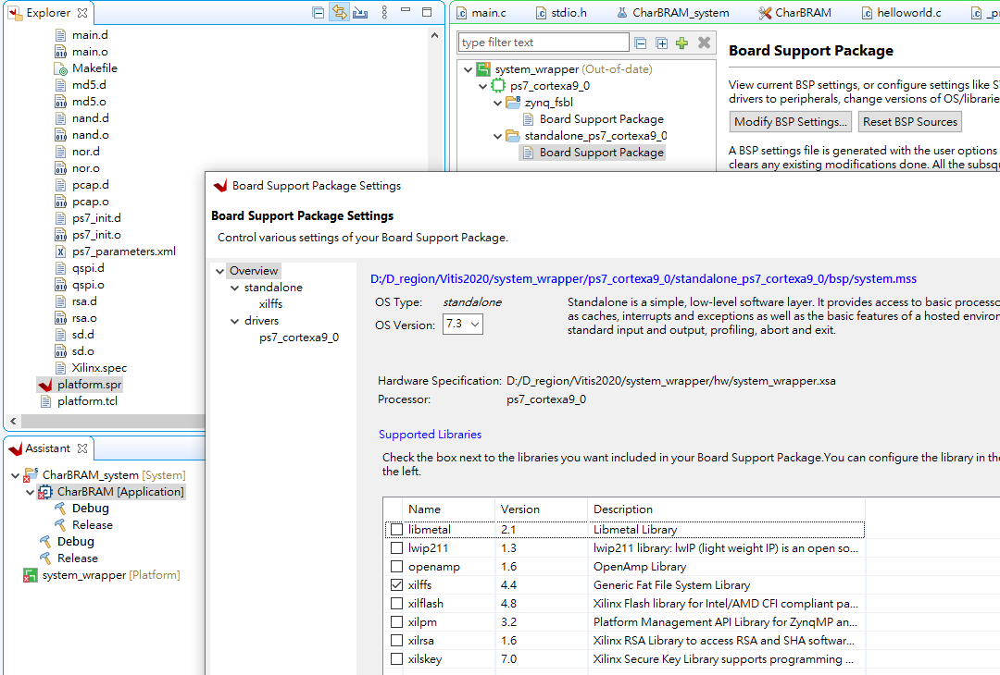 Explorer
main.d
main.o
Makefile
md5.d
md5.o
nand.d
nand.o
nor.d
nor.o
pcap.d
pcap.o
ps7_init.d
ps7_init.o
ps7_parameters.xml
qspi.d
qspi.o
rsa.d
rsa.o
sd.d
sd.o
Xilinx.spec
platform.spr
platform.tcl
Assistant
CharBRAM_system [System]
CharBRAM [Application]
Debug
Release
Debug
Release
system_wrapper [Platform]
main.c
stdio.h
CharBRAM_system
CharBRAM
helloworld.c
type filter text
system_wrapper (Out-of-date)
ps7_cortexa9_0
zynq_fsbl
Board Support Package
standalone_ps7_cortexa9_0
Board Support Package
Board Support Package
View current BSP settings, or configure settings like
drivers to peripherals, change versions of OS/libraries
Modify BSP Settings...
Reset BSP Sources
A BSP settings file is generated with the user options
clears any existing modifications done. All the
Board Support Package Settings
Board Support Package Settings
Control various settings of your Board Support Package.
Overview
standalone
xilffs
drivers
ps7_cortexa9_0
D:/D_region/Vitis2020/system_wrapper/ps7_cortexa9_0/standalone_ps7_cortexa9_0/bsp/system.mss
OS Type: standalone
OS Version: 7.3
Standalone is a simple, low-level software layer. It provides access to basic
as caches, interrupts and exceptions as well as the basic features of a hosted
standard input and output, profiling, abort and exit.
Hardware Specification: D:/D_region/Vitis2020/system_wrapper/hw/system_wrapper.xsa
Processor: ps7_cortexa9_0
Supported Libraries
Check the box next to the libraries you want included in your Board Support Package.You can configure the library in the
the left.
Name Version Description
libmetal 2.1 Libmetal Library
lwip211 1.3 lwip211 library: lwIP (light weight IP) is an open so...
openamp 1.6 OpenAmp Library
xilffs 4.4 Generic Fat File System Library
xilflash 4.8 Xilinx Flash library for Intel/AMD CFI compliant pa...
xilpm 3.2 Platform Management API Library for ZynqMP an...
xilrsa 1.6 Xilinx RSA Library to access RSA and SHA softwar...
xilskey 7.0 Xilinx Secure Key Library supports programming ...